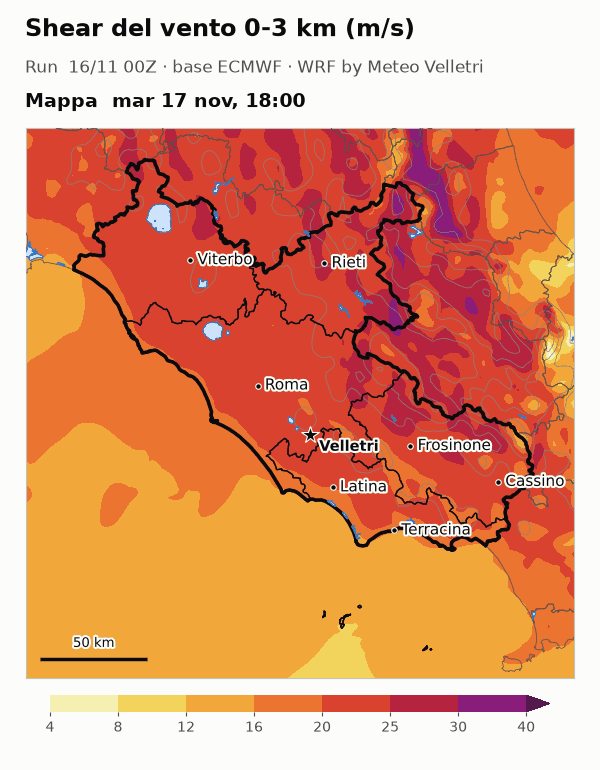 Shear del vento 0-3 km (m/s)
Run  16/11 00Z · base ECMWF · WRF by Meteo Velletri
Mappa  mar 17 nov, 18:00
Viterbo
Rieti
Roma
Velletri
Frosinone
Latina
Cassino
Terracina
50 km
4 8 12 16 20 25 30 40